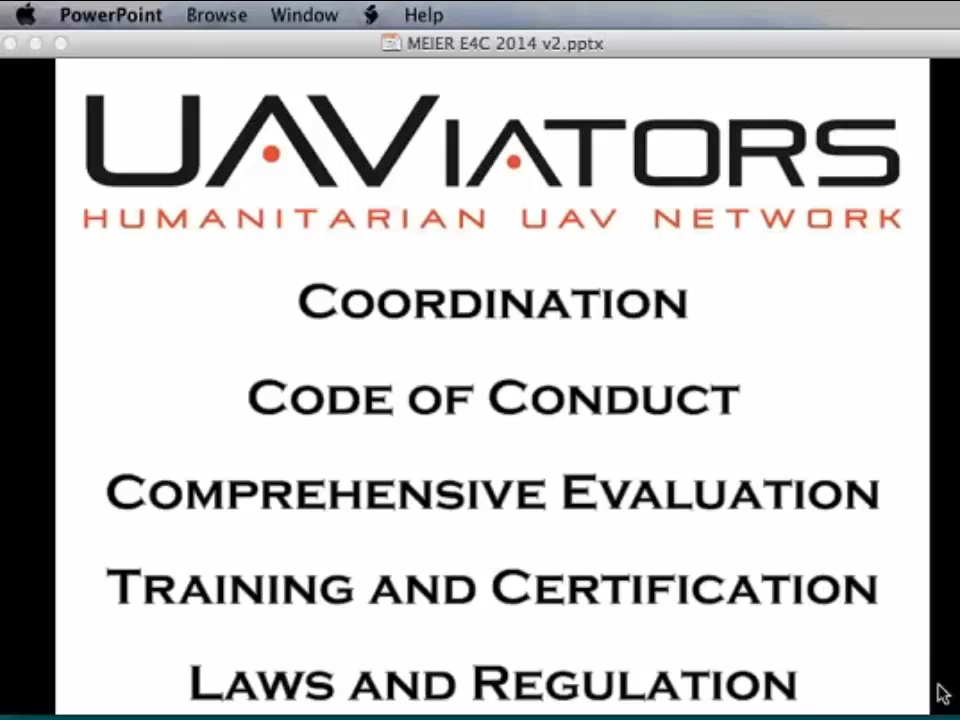 PowerPoint Browse Window Help
MEIER E4C 2014 v2.pptx
UAVIATORS
HUMANITARIAN UAV NETWORK
COORDINATION
CODE OF CONDUCT
COMPREHENSIVE EVALUATION
TRAINING AND CERTIFICATION
LAWS AND REGULATION